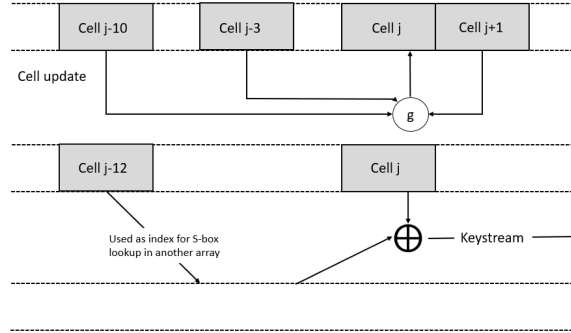 Cell j-10
Cell j-3
Cell j
Cell j+1
Cell update
g
Cell j-12
Cell j
Used as index for S-box
lookup in another array
Keystream